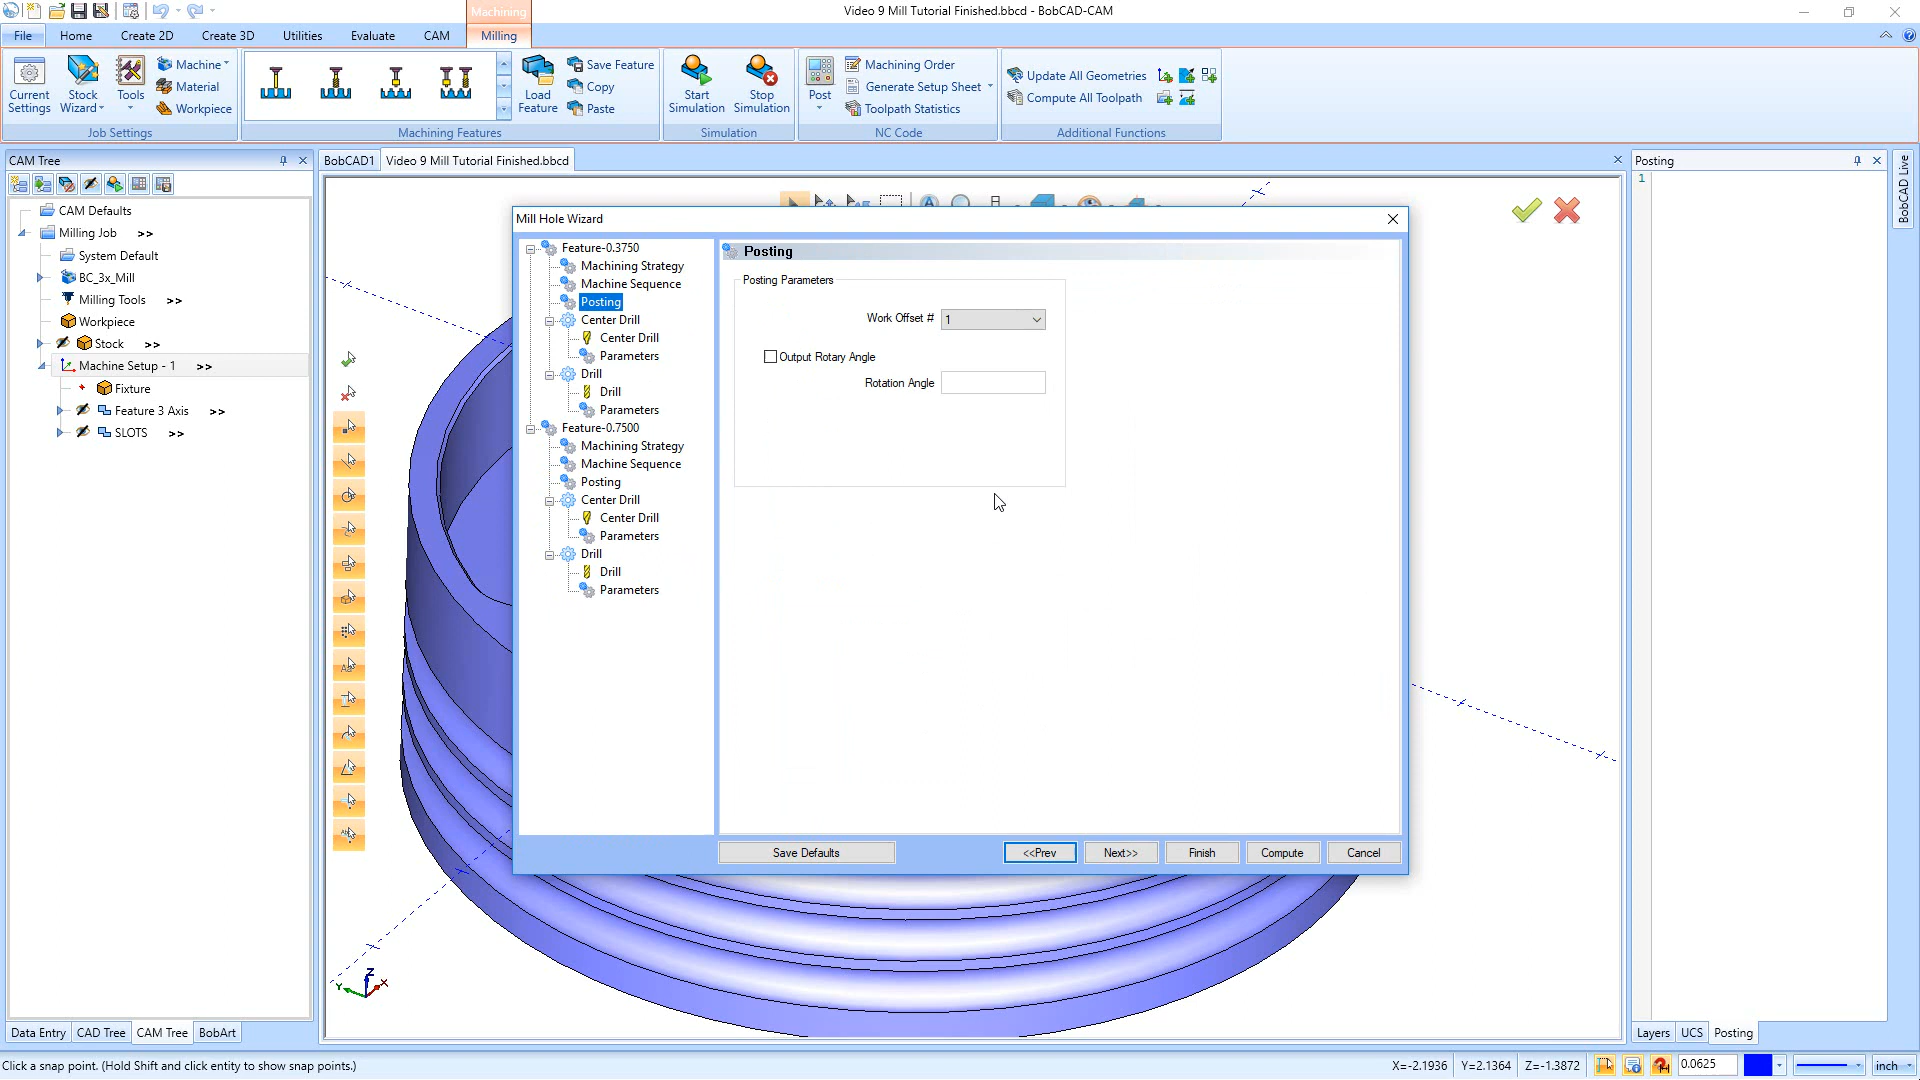 Machining
Video 9 Mill Tutorial Finished.bbcd - BobCAD-CAM
File
Home
Create 2D
Create 3D
Utilities
Evaluate
CAM
Milling
Current Settings
Stock Wizard
Tools
Machine
Material
Workpiece
Job Settings
Machining Features
Load Feature
Save Feature
Copy
Paste
Start Simulation
Stop Simulation
Simulation
Post
Machining Order
Generate Setup Sheet
Toolpath Statistics
NC Code
Update All Geometries
Compute All Toolpath
Additional Functions
CAM Tree
BobCAD1
Video 9 Mill Tutorial Finished.bbcd
Posting
BobCAD Live
1
CAM Defaults
Milling Job >>
System Default
BC_3x_Mill
Milling Tools >>
Workpiece
Stock >>
Machine Setup - 1 >>
Fixture
Feature 3 Axis >>
SLOTS >>
Mill Hole Wizard
Feature-0.3750
Machining Strategy
Machine Sequence
Posting
Center Drill
Center Drill
Parameters
Drill
Drill
Parameters
Feature-0.7500
Machining Strategy
Machine Sequence
Posting
Center Drill
Center Drill
Parameters
Drill
Drill
Parameters
Posting
Posting Parameters
Work Offset # 1
Output Rotary Angle
Rotation Angle
Save Defaults
<<Prev
Next>>
Finish
Compute
Cancel
Z
Y
X
Data Entry
CAD Tree
CAM Tree
BobArt
Layers
UCS
Posting
Click a snap point. (Hold Shift and click entity to show snap points.)
X=-2.1936
Y=2.1364
Z=-1.3872
0.0625
inch